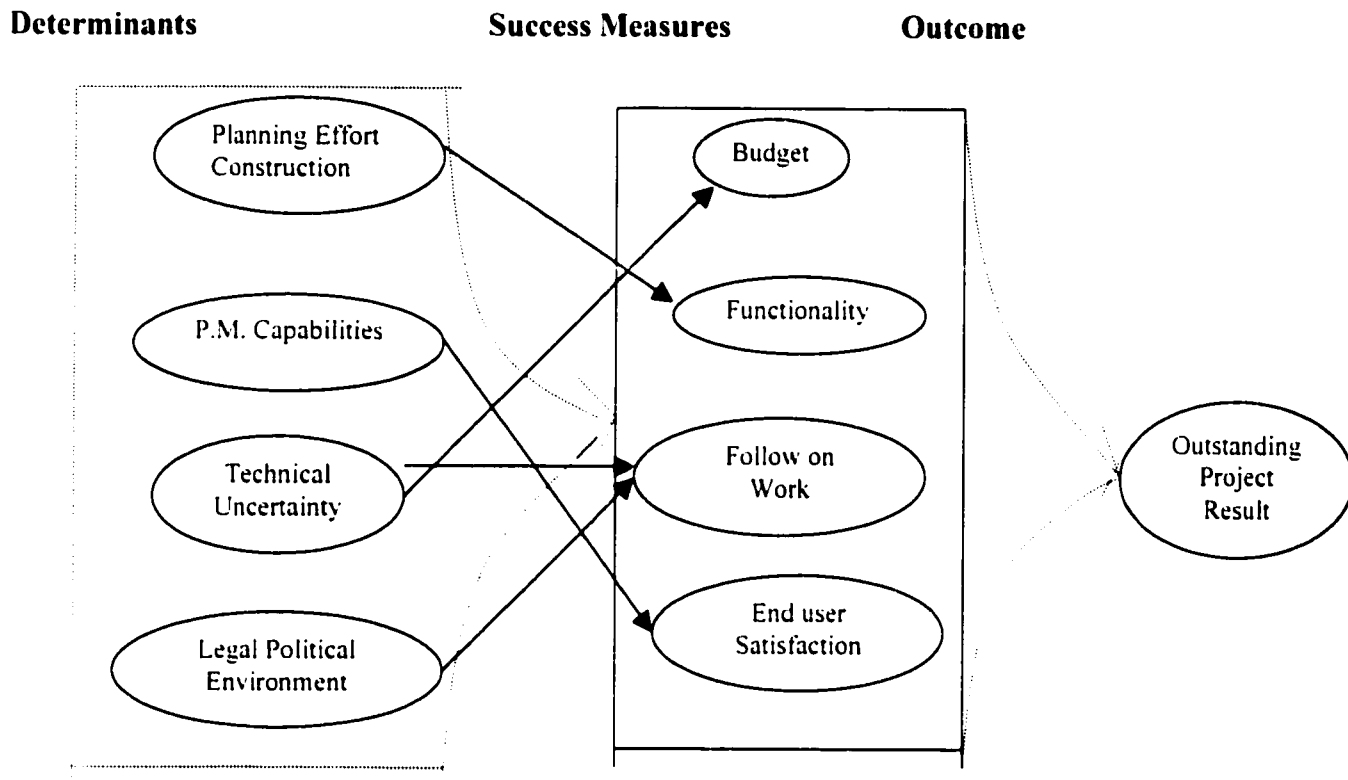 Determinants
Success Measures
Outcome
Planning Effort
Construction
P.M. Capabilities
Technical
Uncertainty
Legal Political
Environment
Budget
Functionality
Follow on
Work
End user
Satisfaction
Outstanding
Project
Result